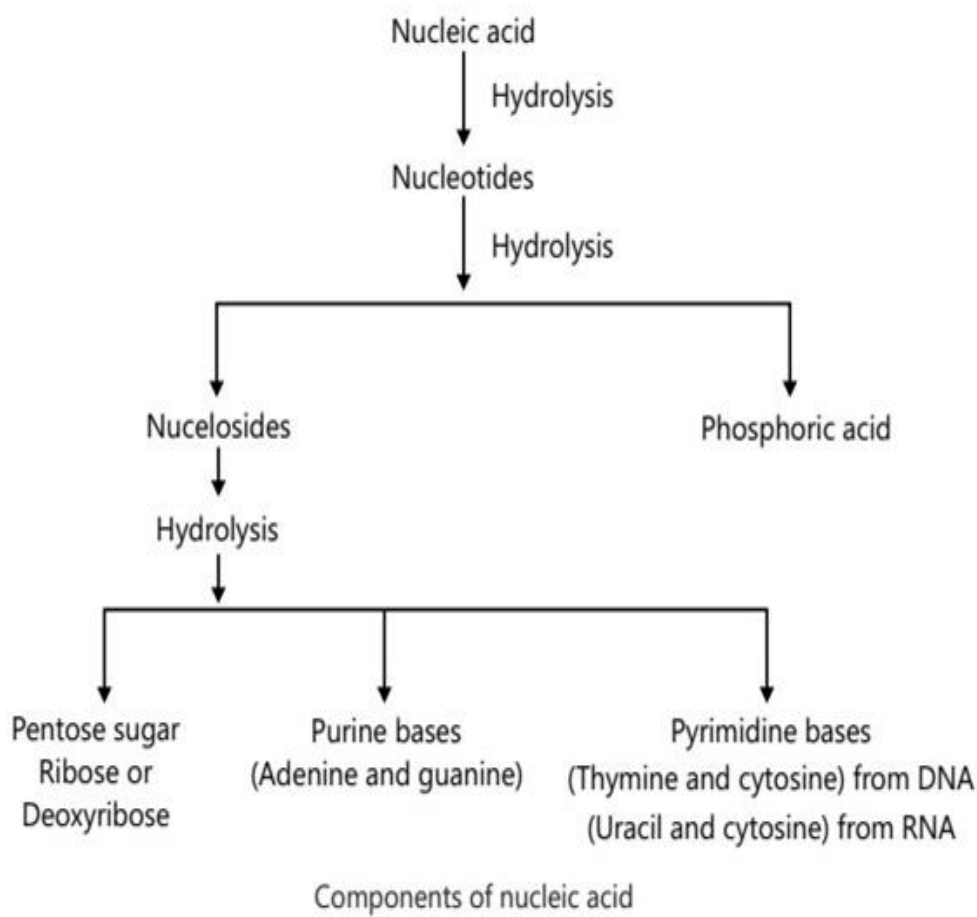 Nucleic acid
Hydrolysis
Nucleotides
Hydrolysis
Nucelosides
Phosphoric acid
Hydrolysis
Pentose sugar
Ribose or
Deoxyribose
Purine bases
(Adenine and guanine)
Pyrimidine bases
(Thymine and cytosine) from DNA
(Uracil and cytosine) from RNA
Components of nucleic acid